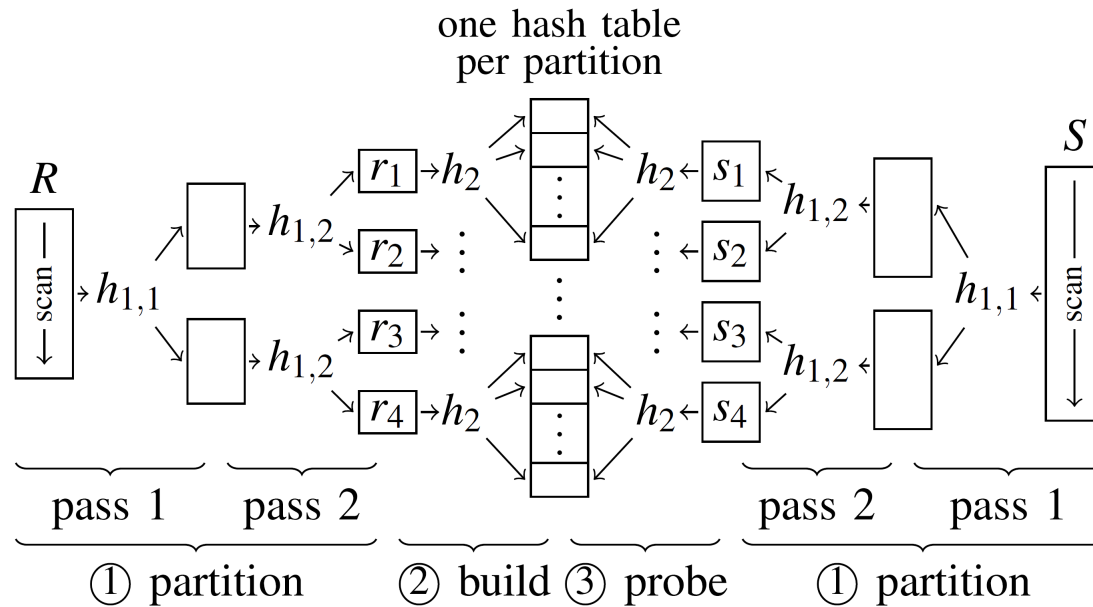 one hash table
per partition
R
S
scan
scan
h1,1
h1,2
h1,2
r1
r2
r3
r4
h2
h2
⋮
⋮
⋮
⋮
⋮
⋮
⋮
h2
h2
s1
s2
s3
s4
h1,2
h1,2
h1,1
pass 1
pass 2
pass 2
pass 1
① partition
② build
③ probe
① partition